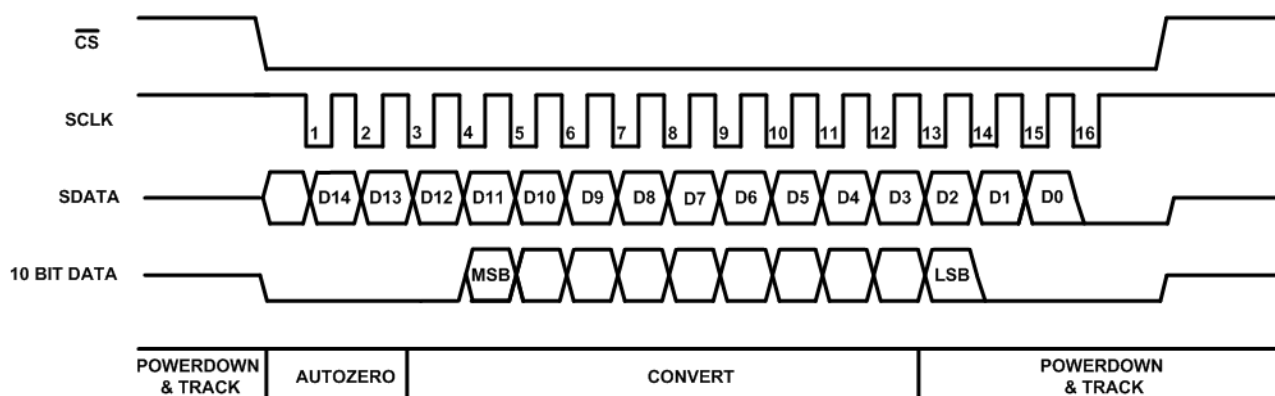 CS
SCLK
1 2 3 4 5 6 7 8 9 10 11 12 13 14 15 16
SDATA
D14 D13 D12 D11 D10 D9 D8 D7 D6 D5 D4 D3 D2 D1 D0
10 BIT DATA
MSB LSB
POWERDOWN
& TRACK
AUTOZERO
CONVERT
POWERDOWN
& TRACK